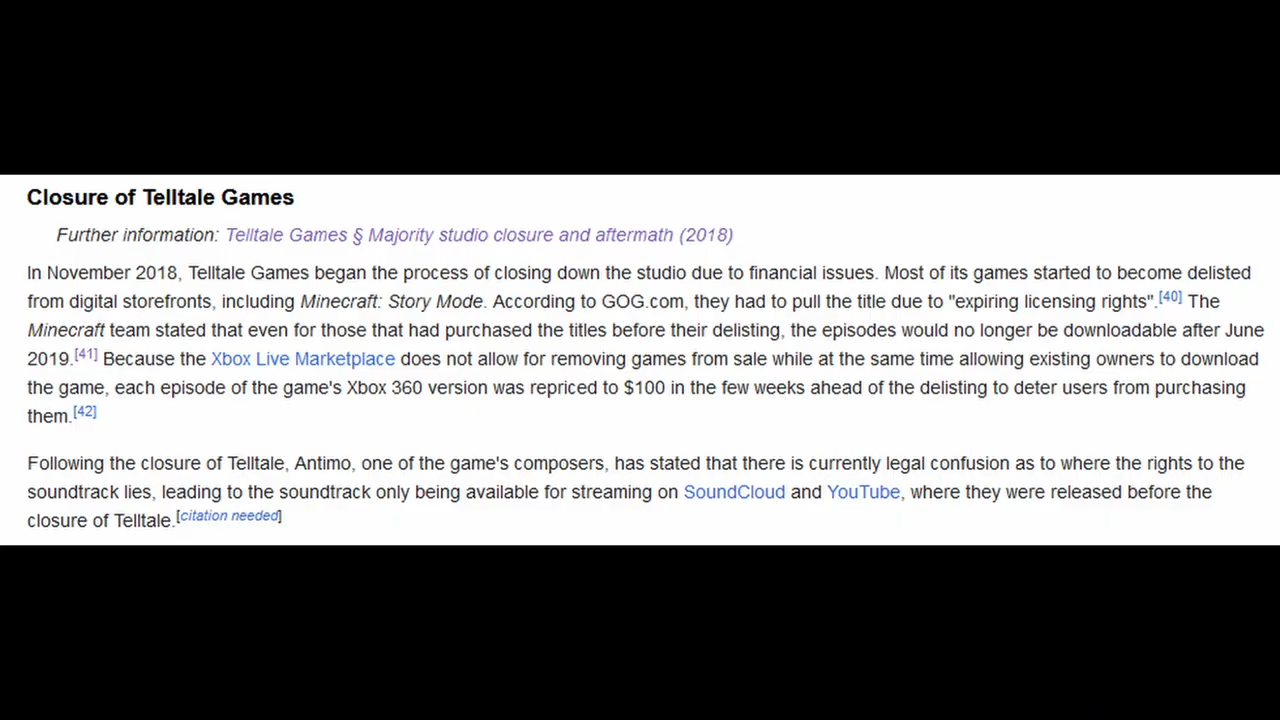 Closure of Telltale Games
Further information: Telltale Games § Majority studio closure and aftermath (2018)
In November 2018, Telltale Games began the process of closing down the studio due to financial issues. Most of its games started to become delisted
from digital storefronts, including Minecraft: Story Mode. According to GOG.com, they had to pull the title due to "expiring licensing rights".[40] The
Minecraft team stated that even for those that had purchased the titles before their delisting, the episodes would no longer be downloadable after June
2019.[41] Because the Xbox Live Marketplace does not allow for removing games from sale while at the same time allowing existing owners to download
the game, each episode of the game's Xbox 360 version was repriced to $100 in the few weeks ahead of the delisting to deter users from purchasing
them.[42]
Following the closure of Telltale, Antimo, one of the game's composers, has stated that there is currently legal confusion as to where the rights to the
soundtrack lies, leading to the soundtrack only being available for streaming on SoundCloud and YouTube, where they were released before the
closure of Telltale.[citation needed]